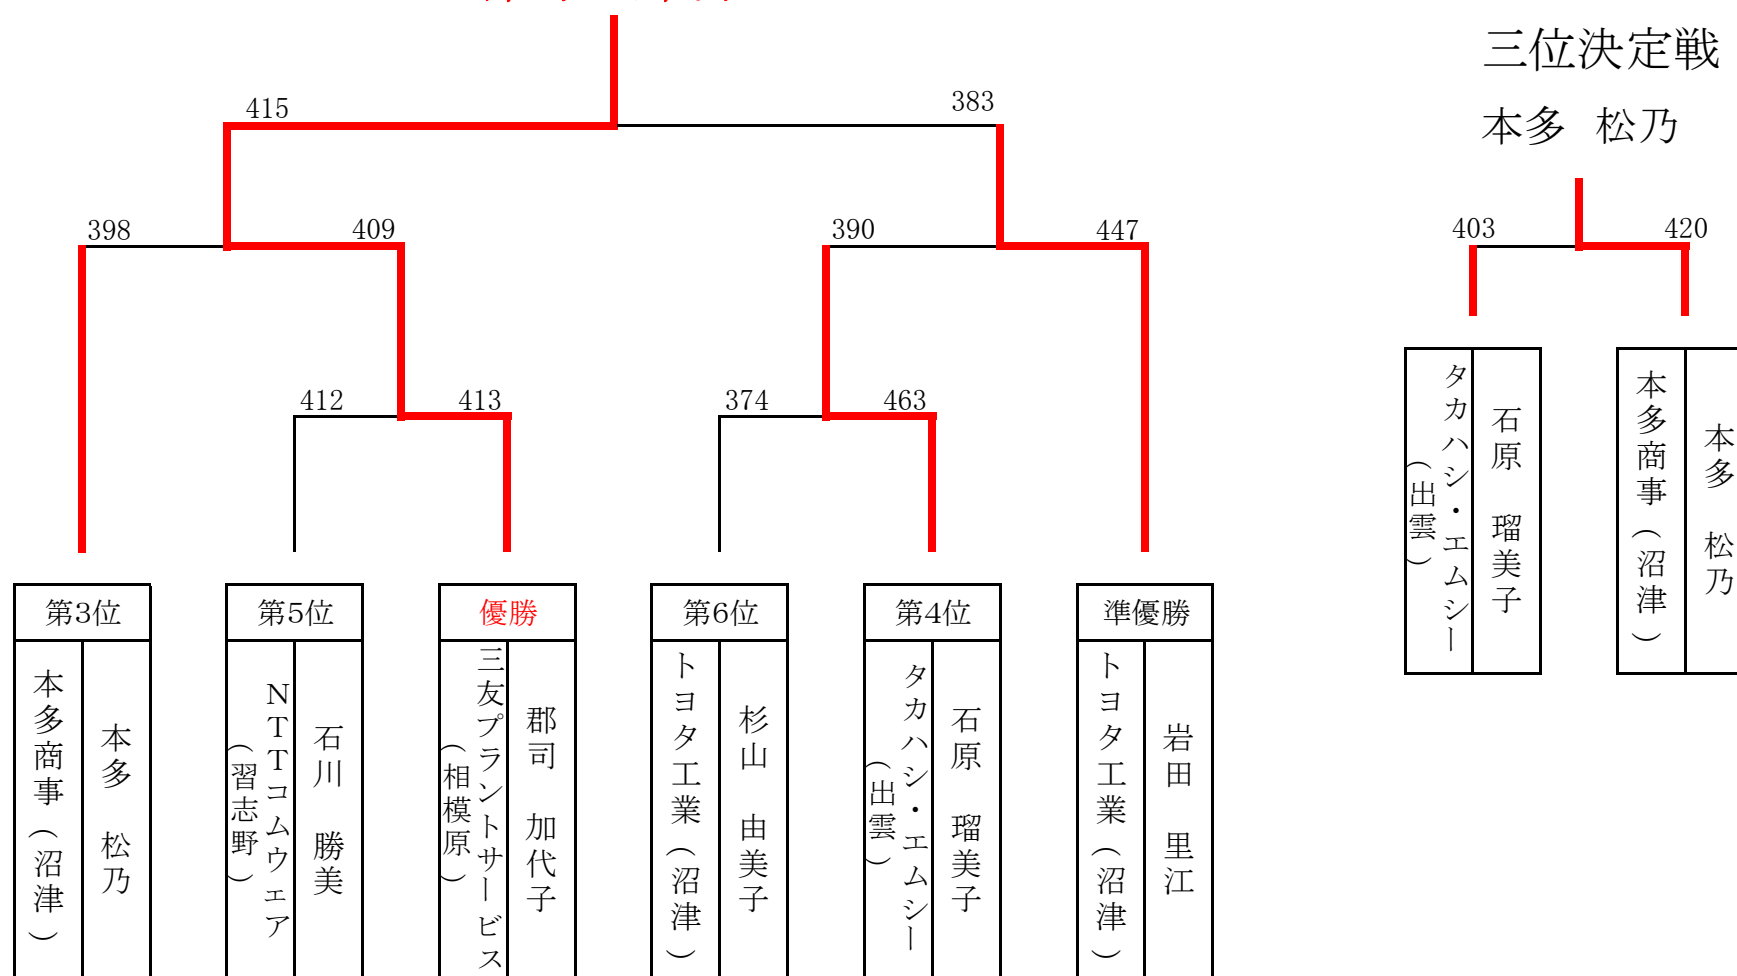 三位決定戦
本多 松乃
415
383
398
409
390
447
403
420
412
413
374
463
タカハシ・エムシー
(出雲)
石原 瑠美子
本多商事(沼津)
本多 松乃
第3位
第5位
優勝
第6位
第4位
準優勝
本多商事(沼津)
本多 松乃
NTTコムウェア
(習志野)
石川 勝美
三友プラントサービス
(相模原)
郡司 加代子
トヨタ工業(沼津)
杉山 由美子
タカハシ・エムシー
(出雲)
石原 瑠美子
トヨタ工業(沼津)
岩田 里江